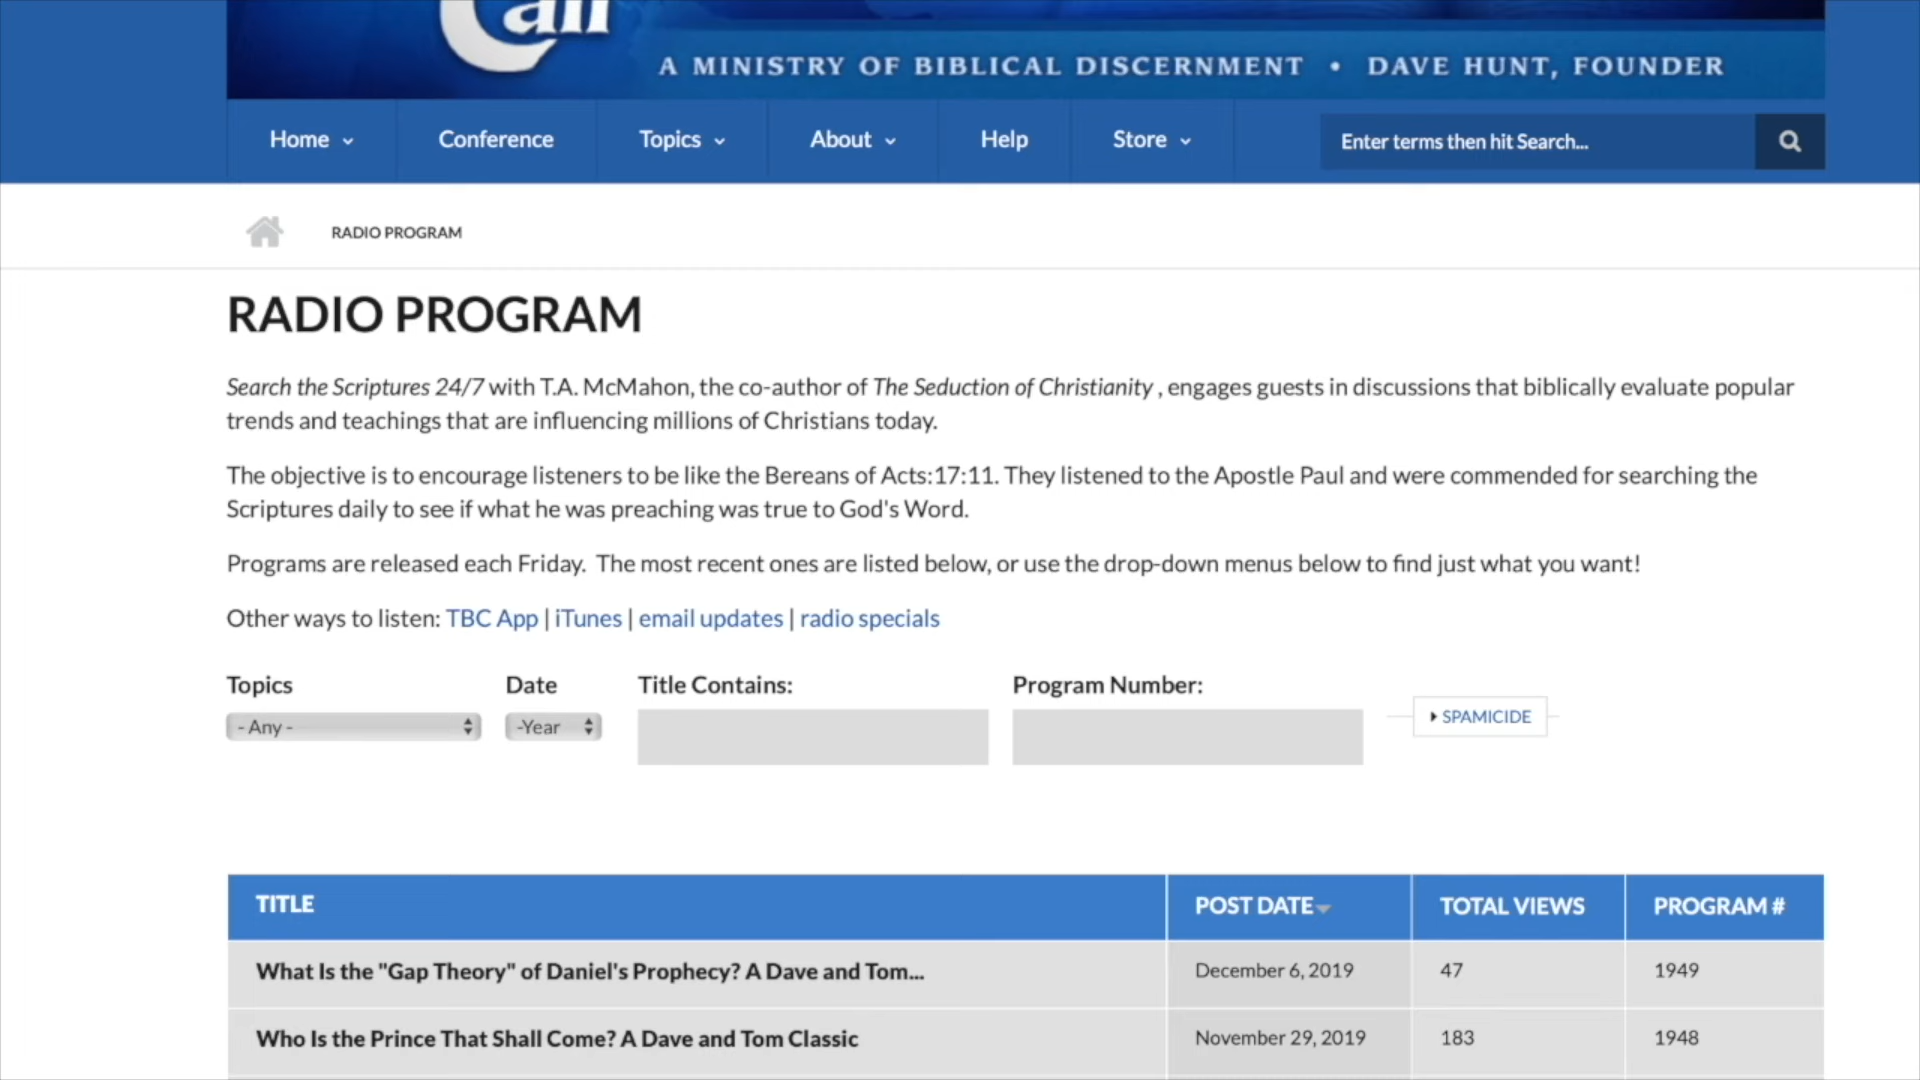 A MINISTRY OF BIBLICAL DISCERNMENT • DAVE HUNT, FOUNDER
Home Conference Topics About Help Store Enter terms then hit Search...
RADIO PROGRAM
RADIO PROGRAM
Search the Scriptures 24/7 with T.A. McMahon, the co-author of The Seduction of Christianity , engages guests in discussions that biblically evaluate popular
trends and teachings that are influencing millions of Christians today.
The objective is to encourage listeners to be like the Bereans of Acts:17:11. They listened to the Apostle Paul and were commended for searching the
Scriptures daily to see if what he was preaching was true to God's Word.
Programs are released each Friday. The most recent ones are listed below, or use the drop-down menus below to find just what you want!
Other ways to listen: TBC App | iTunes | email updates | radio specials
Topics Date Title Contains: Program Number:
- Any - -Year SPAMICIDE
TITLE POST DATE TOTAL VIEWS PROGRAM #
What Is the "Gap Theory" of Daniel's Prophecy? A Dave and Tom... December 6, 2019 47 1949
Who Is the Prince That Shall Come? A Dave and Tom Classic November 29, 2019 183 1948